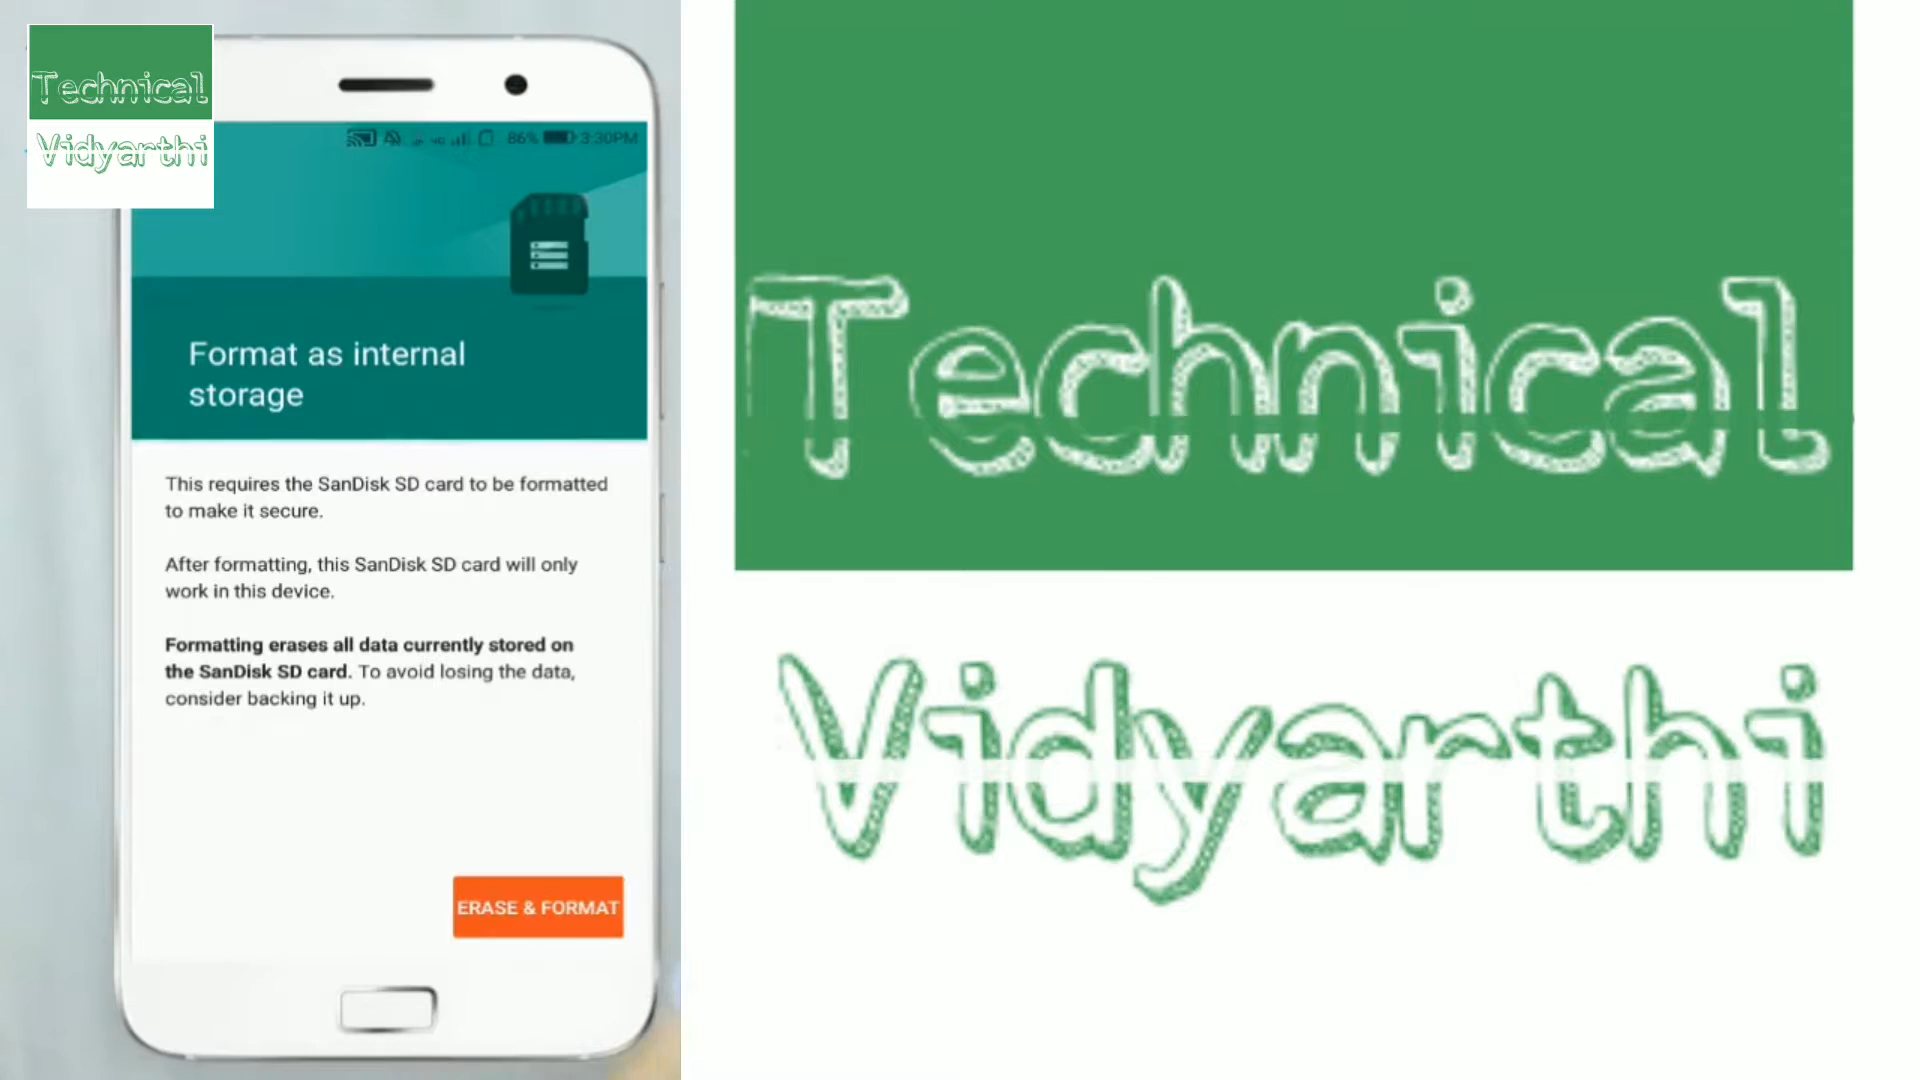 Technical
Vidyarthi
86% 3:30PM
Format as internal
storage
This requires the SanDisk SD card to be formatted
to make it secure.
After formatting, this SanDisk SD card will only
work in this device.
Formatting erases all data currently stored on
the SanDisk SD card. To avoid losing the data,
consider backing it up.
ERASE & FORMAT
Technical
Vidyarthi